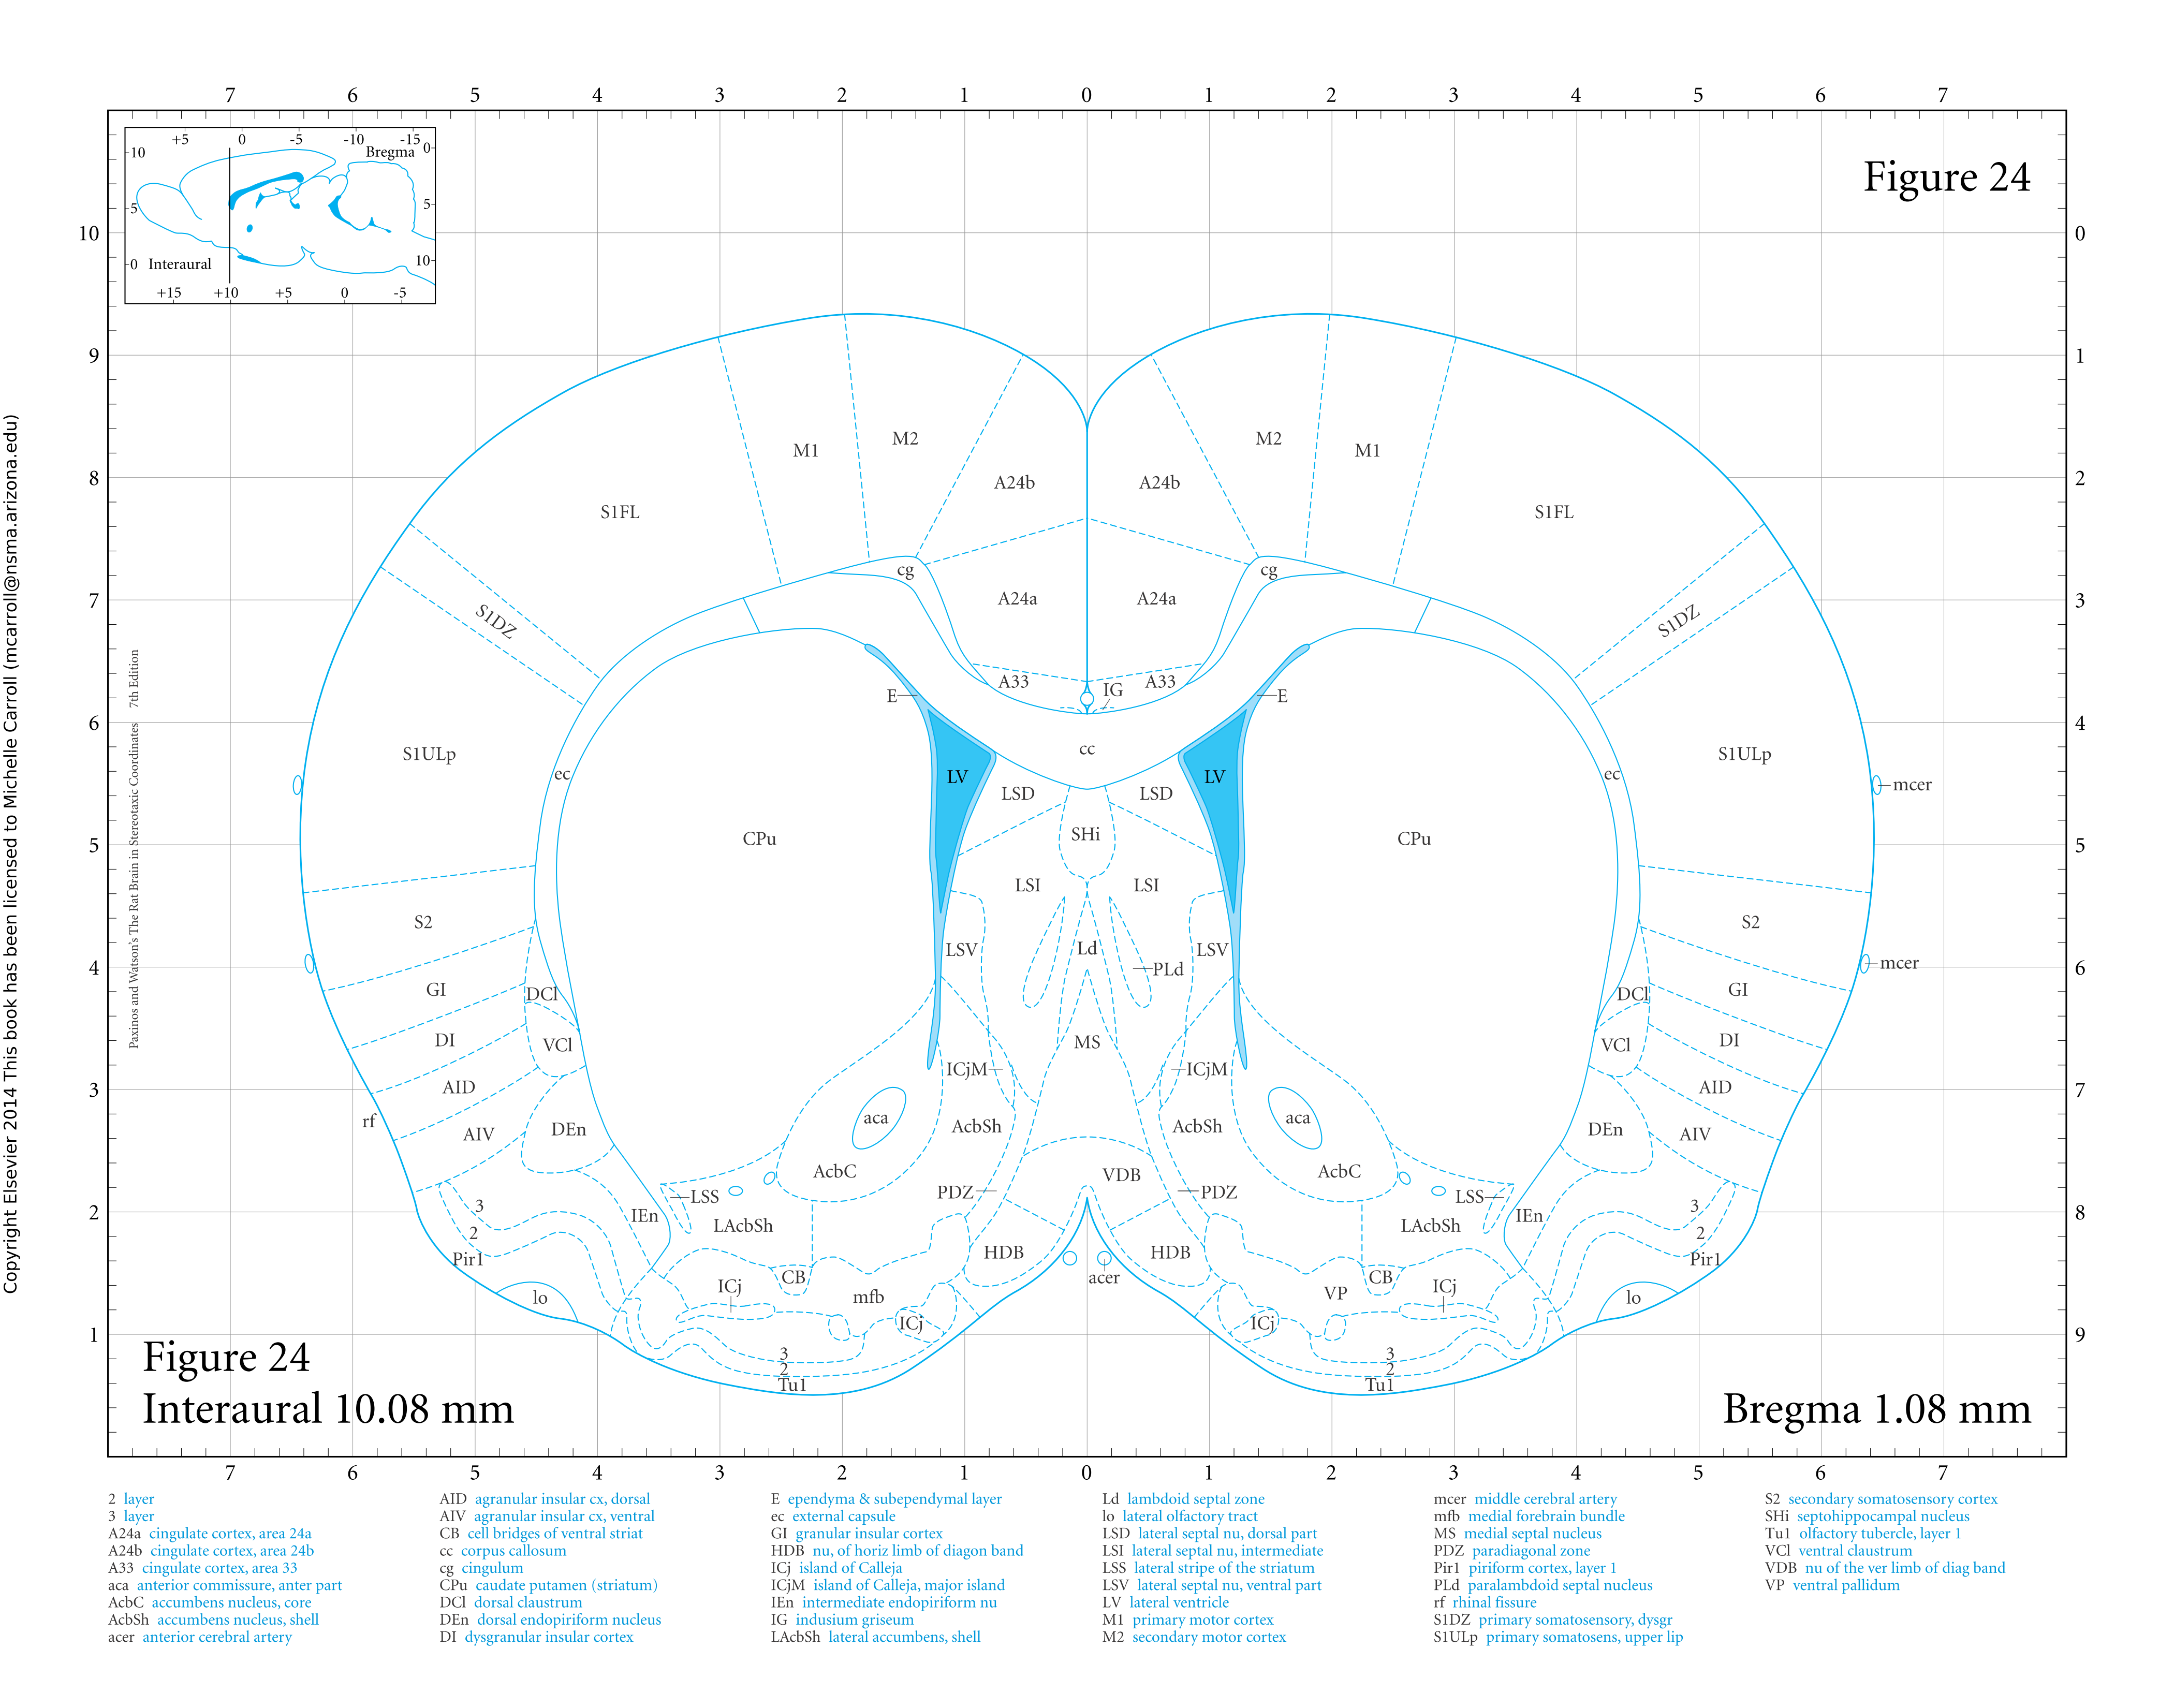 7 6 5 4 3 2 1 0 1 2 3 4 5 6 7
+5 0 -5 -10 -15
Bregma 0
10
5 5
10
0 Interaural
+15 +10 +5 0 -5
Figure 24
10 0
9 1
8 2
7 3
6 4
5 5
4 6
3 7
2 8
1 9
M1 M2 M2 M1
A24b A24b
S1FL S1FL
cg cg
A24a A24a
S1DZ S1DZ
A33 IG A33
E E
cc
S1ULp S1ULp
ec LV LV ec
LSD LSD
mcer
CPu SHi CPu
LSI LSI
S2 S2
LSV Ld LSV
PLd
mcer
GI DCl DCl GI
DI VCl MS VCl DI
ICjM ICjM
AID AID
rf aca aca
AIV DEn AcbSh AcbSh DEn AIV
AcbC VDB AcbC
PDZ PDZ
LSS LSS
3 3
IEn LAcbSh LAcbSh IEn
2 2
Pir1 HDB HDB Pir1
CB acer CB
ICj ICj
lo mfb VP lo
ICj ICj
3 3
2 2
Tu1 Tu1
Figure 24
Interaural 10.08 mm
Bregma 1.08 mm
7 6 5 4 3 2 1 0 1 2 3 4 5 6 7
Copyright Elsevier 2014 This book has been licensed to Michelle Carroll (mcarroll@nsma.arizona.edu)
Paxinos and Watson's The Rat Brain in Stereotaxic Coordinates 7th Edition
2 layer
3 layer
A24a cingulate cortex, area 24a
A24b cingulate cortex, area 24b
A33 cingulate cortex, area 33
aca anterior commissure, anter part
AcbC accumbens nucleus, core
AcbSh accumbens nucleus, shell
acer anterior cerebral artery
AID agranular insular cx, dorsal
AIV agranular insular cx, ventral
CB cell bridges of ventral striat
cc corpus callosum
cg cingulum
CPu caudate putamen (striatum)
DCl dorsal claustrum
DEn dorsal endopiriform nucleus
DI dysgranular insular cortex
E ependyma & subependymal layer
ec external capsule
GI granular insular cortex
HDB nu, of horiz limb of diagon band
ICj island of Calleja
ICjM island of Calleja, major island
IEn intermediate endopiriform nu
IG indusium griseum
LAcbSh lateral accumbens, shell
Ld lambdoid septal zone
lo lateral olfactory tract
LSD lateral septal nu, dorsal part
LSI lateral septal nu, intermediate
LSS lateral stripe of the striatum
LSV lateral septal nu, ventral part
LV lateral ventricle
M1 primary motor cortex
M2 secondary motor cortex
mcer middle cerebral artery
mfb medial forebrain bundle
MS medial septal nucleus
PDZ paradiagonal zone
Pir1 piriform cortex, layer 1
PLd paralambdoid septal nucleus
rf rhinal fissure
S1DZ primary somatosensory, dysgr
S1ULp primary somatosens, upper lip
S2 secondary somatosensory cortex
SHi septohippocampal nucleus
Tu1 olfactory tubercle, layer 1
VCl ventral claustrum
VDB nu of the ver limb of diag band
VP ventral pallidum